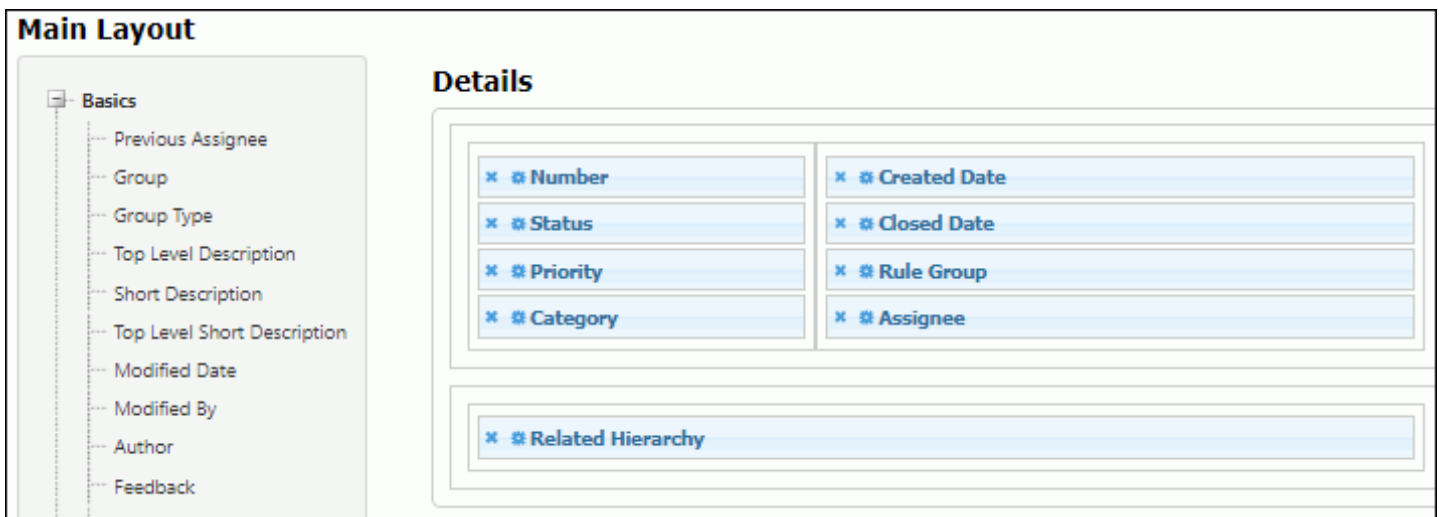 Main Layout
Basics
Previous Assignee
Group
Group Type
Top Level Description
Short Description
Top Level Short Description
Modified Date
Modified By
Author
Feedback
Details
Number
Created Date
Status
Closed Date
Priority
Rule Group
Category
Assignee
Related Hierarchy